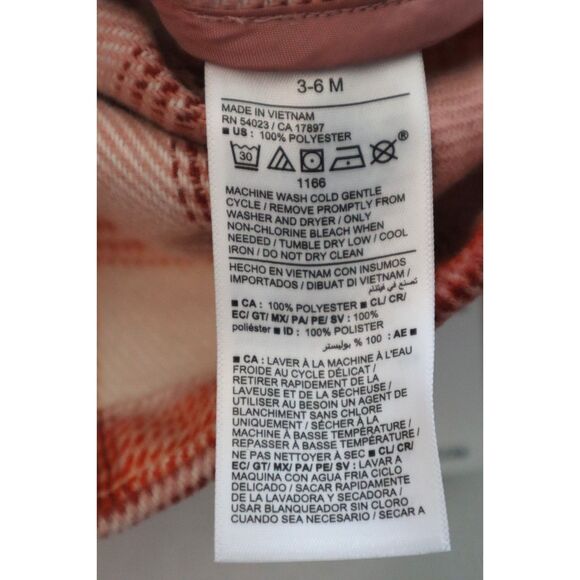 3-6 M
MADE IN VIETNAM
RN 54023 / CA 17897
■ US : 100% POLYESTER
30 ®
1166
MACHINE WASH COLD GENTLE
CYCLE / REMOVE PROMPTLY FROM
WASHER AND DRYER / ONLY
NON-CHLORINE BLEACH WHEN
NEEDED / TUMBLE DRY LOW / COOL
IRON / DO NOT DRY CLEAN
HECHO EN VIETNAM CON INSUMOS
IMPORTADOS / DIBUAT DI VIETNAM /
تصنع في فيتنام
■ CA : 100% POLYESTER ■ CL/ CR/
EC/ GT/ MX/ PA/ PE/ SV : 100%
poliéster ■ ID : 100% POLISTER
■ AE : 100 % بوليستر
■ CA : LAVER À LA MACHINE À L'EAU
FROIDE AU CYCLE DÉLICAT /
RETIRER RAPIDEMENT DE LA
LAVEUSE ET DE LA SÉCHEUSE /
UTILISER AU BESOIN UN AGENT DE
BLANCHIMENT SANS CHLORE
UNIQUEMENT / SÉCHER À LA
MACHINE À BASSE TEMPÉRATURE /
REPASSER À BASSE TEMPÉRATURE /
NE PAS NETTOYER À SEC ■ CL/ CR/
EC/ GT/ MX/ PA/ PE/ SV : LAVAR A
MAQUINA CON AGUA FRIA CICLO
DELICADO / SACAR RAPIDAMENTE
DE LA LAVADORA Y SECADORA /
USAR BLANQUEADOR SIN CLORO
CUANDO SEA NECESARIO / SECAR A